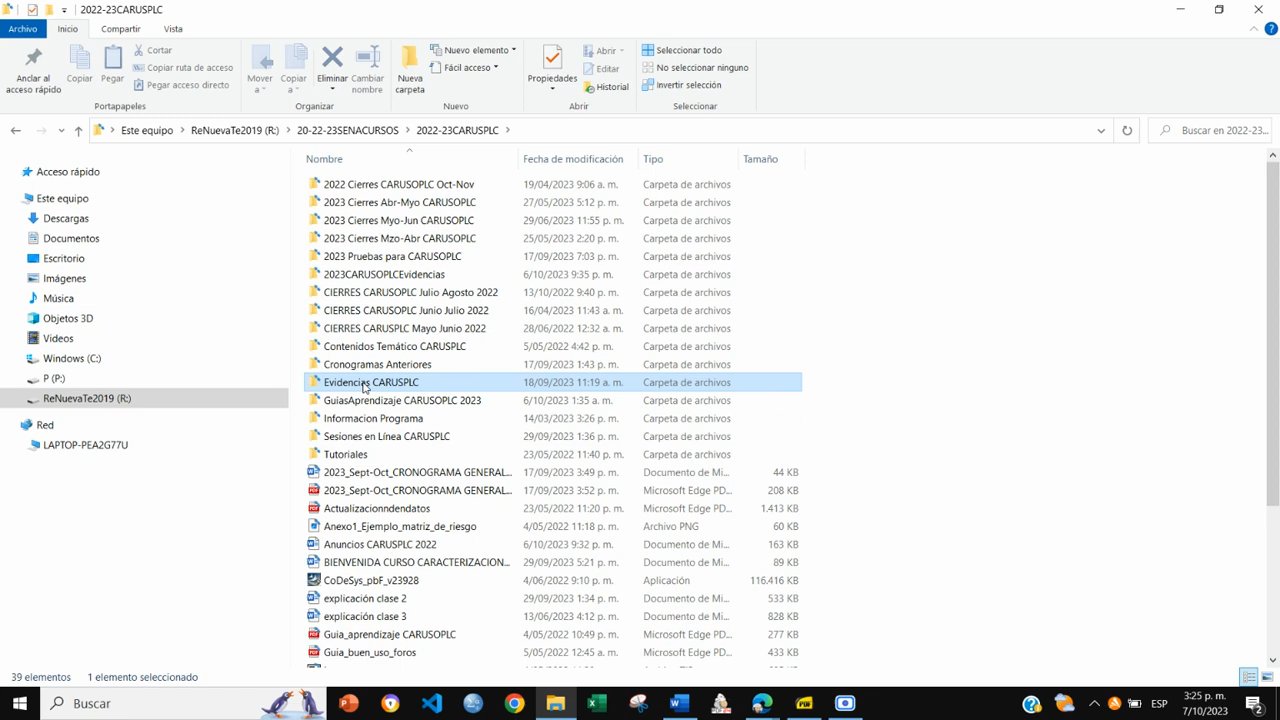 2022-23CARUSPLC
Archivo Inicio Compartir Vista
Anclar al acceso rápido
Copiar
Pegar
Cortar
Copiar ruta de acceso
Pegar acceso directo
Portapapeles
Mover a
Copiar a
Eliminar
Cambiar nombre
Organizar
Nueva carpeta
Nuevo elemento
Fácil acceso
Nuevo
Propiedades
Abrir
Editar
Historial
Abrir
Seleccionar todo
No seleccionar ninguno
Invertir selección
Seleccionar
Este equipo ReNuevaTe2019 (R:) 20-22-23SENACURSOS 2022-23CARUSPLC
Buscar en 2022-23...
Acceso rápido
Este equipo
Descargas
Documentos
Escritorio
Imágenes
Música
Objetos 3D
Videos
Windows (C:)
P (P:)
ReNuevaTe2019 (R:)
Red
LAPTOP-PEA2G77U
Nombre Fecha de modificación Tipo Tamaño
2022 Cierres CARUSOPLC Oct-Nov 19/04/2023 9:06 a. m. Carpeta de archivos
2023 Cierres Abr-Myo CARUSOPLC 27/05/2023 5:12 p. m. Carpeta de archivos
2023 Cierres Myo-Jun CARUSOPLC 29/06/2023 11:55 p. m. Carpeta de archivos
2023 Cierres Mzo-Abr CARUSOPLC 25/05/2023 2:20 p. m. Carpeta de archivos
2023 Pruebas para CARUSOPLC 17/09/2023 7:03 p. m. Carpeta de archivos
2023CARUSOPLCEvidencias 6/10/2023 9:35 p. m. Carpeta de archivos
CIERRES CARUSOPLC Julio Agosto 2022 13/10/2022 9:40 p. m. Carpeta de archivos
CIERRES CARUSOPLC Junio Julio 2022 16/04/2023 11:43 a. m. Carpeta de archivos
CIERRES CARUSPLC Mayo Junio 2022 28/06/2022 12:32 a. m. Carpeta de archivos
Contenidos Temático CARUSPLC 5/05/2022 4:42 p. m. Carpeta de archivos
Cronogramas Anteriores 17/09/2023 1:43 p. m. Carpeta de archivos
Evidencias CARUSPLC 18/09/2023 11:19 a. m. Carpeta de archivos
GuiasAprendizaje CARUSOPLC 2023 6/10/2023 1:35 a. m. Carpeta de archivos
Informacion Programa 14/03/2023 3:26 p. m. Carpeta de archivos
Sesiones en Línea CARUSPLC 29/09/2023 1:36 p. m. Carpeta de archivos
Tutoriales 23/05/2022 11:40 p. m. Carpeta de archivos
2023_Sept-Oct_CRONOGRAMA GENERAL... 17/09/2023 3:49 p. m. Documento de Mi... 44 KB
2023_Sept-Oct_CRONOGRAMA GENERAL... 17/09/2023 3:52 p. m. Microsoft Edge PD... 208 KB
Actualizacionndendatos 23/05/2022 11:20 p. m. Microsoft Edge PD... 1.413 KB
Anexo1_Ejemplo_matriz_de_riesgo 4/05/2022 11:18 p. m. Archivo PNG 60 KB
Anuncios CARUSPLC 2022 6/10/2023 9:32 p. m. Documento de Mi... 163 KB
BIENVENIDA CURSO CARACTERIZACION... 29/09/2023 5:21 p. m. Documento de Mi... 89 KB
CoDeSys_pbF_v23928 4/06/2022 9:10 p. m. Aplicación 116.416 KB
explicación clase 2 29/09/2023 1:34 p. m. Documento de Mi... 533 KB
explicación clase 3 13/06/2023 4:12 p. m. Documento de Mi... 828 KB
Guía_aprendizaje CARUSOPLC 4/05/2022 10:49 p. m. Microsoft Edge PD... 277 KB
Guia_buen_uso_foros 5/05/2022 12:45 a. m. Microsoft Edge PD... 433 KB
39 elementos 1 elemento seleccionado
Buscar
ESP
3:25 p. m.
7/10/2023
2